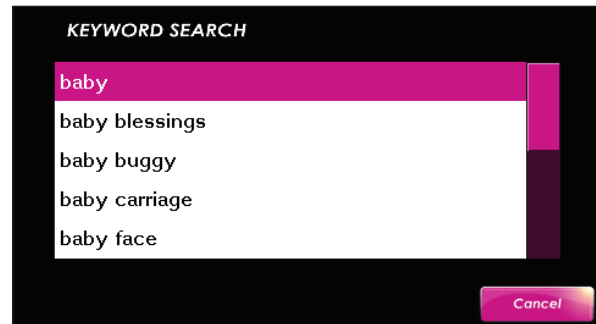 KEYWORD SEARCH
baby
baby blessings
baby buggy
baby carriage
baby face
Cancel